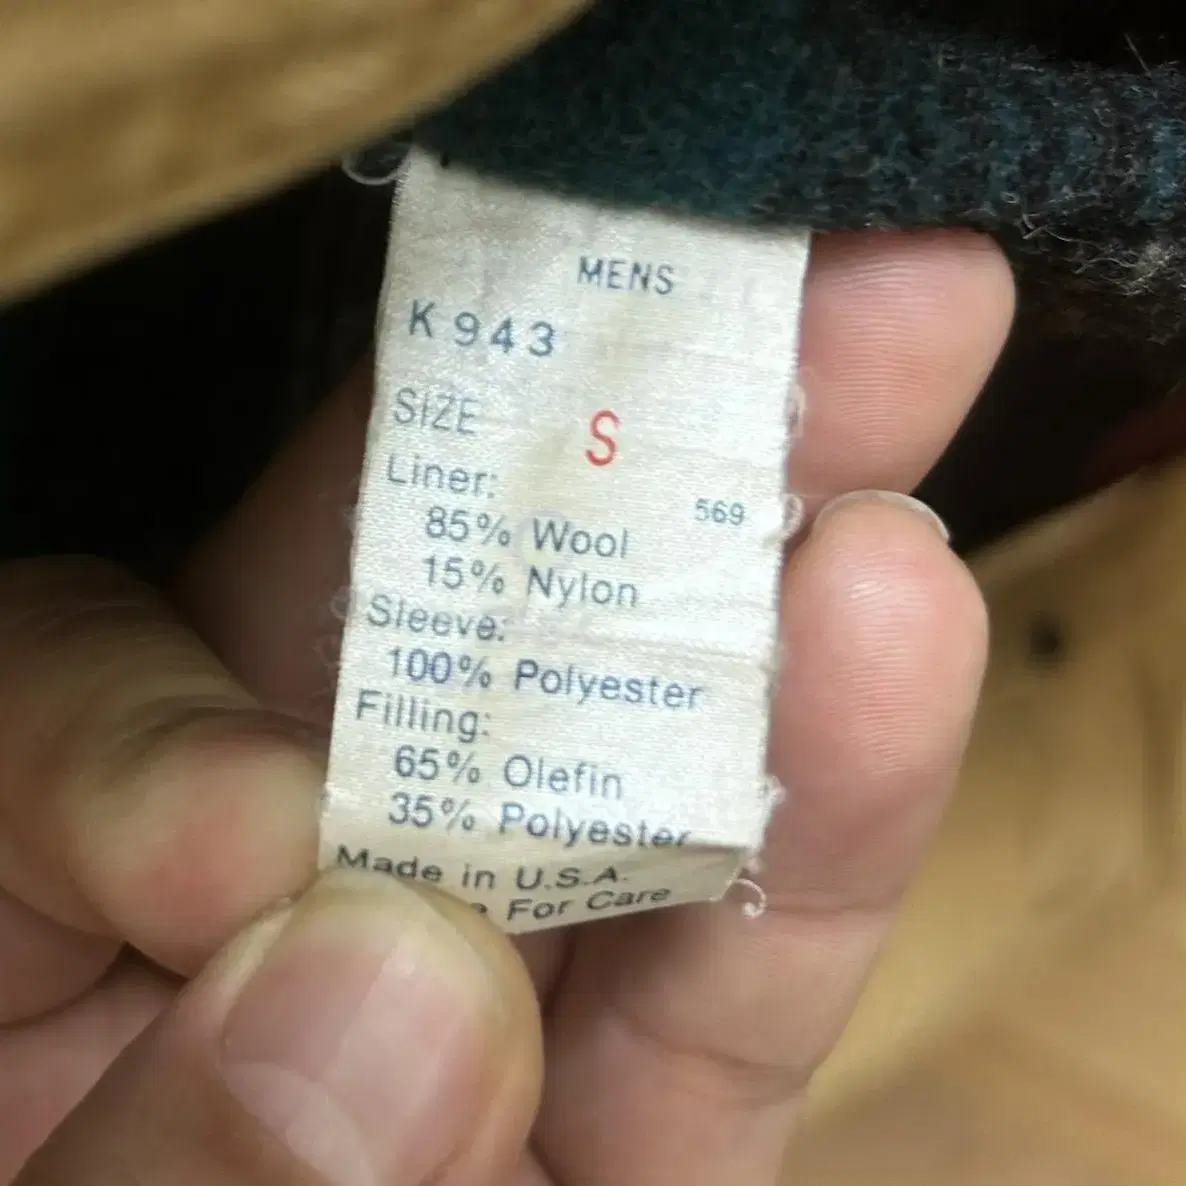 MENS
K 943
SIZE S
Liner:
569
85% Wool
15% Nylon
Sleeve:
100% Polyester
Filling:
65% Olefin
35% Polyester
Made in U.S.A.
For Care